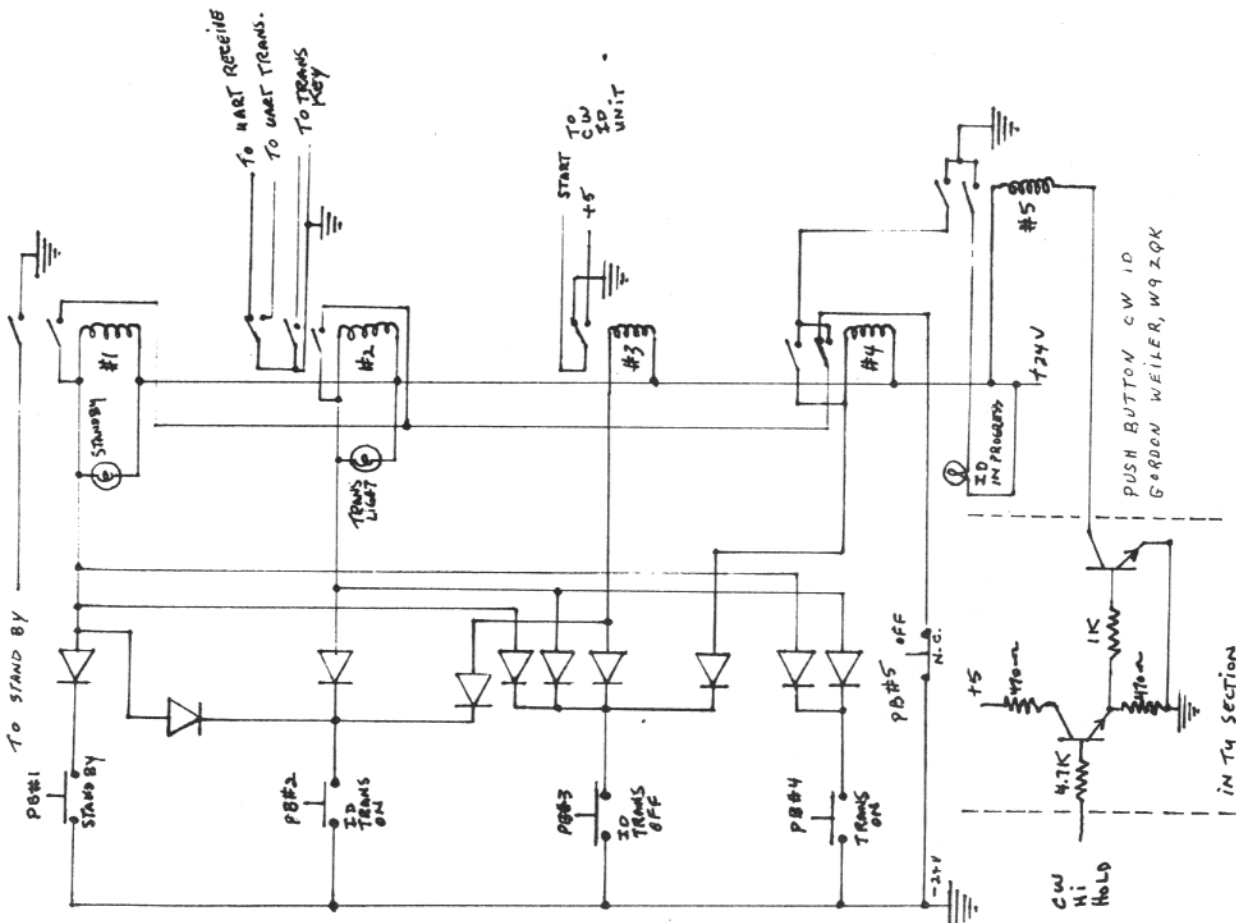 TO UART RECEIVE
TO UART TRANS.
TO TRANS
KEY
START
TO
CW
ID
UNIT
+5
#1
STANDBY
#2
TRANS
LIGHT
#3
#4
#5
+24V
ID
IN PROGRESS
PUSH BUTTON CW ID
GORDON WEILER, W9ZQK
TO STAND BY
PB#1
STAND BY
PB#2
ID
TRANS
ON
PB#3
ID
TRANS
OFF
PB#4
TRANS
ON
PB#5
OFF
N.C.
-24V
+5
470Ω
1K
470Ω
4.7K
CW
Hi
HOLD
IN T4 SECTION